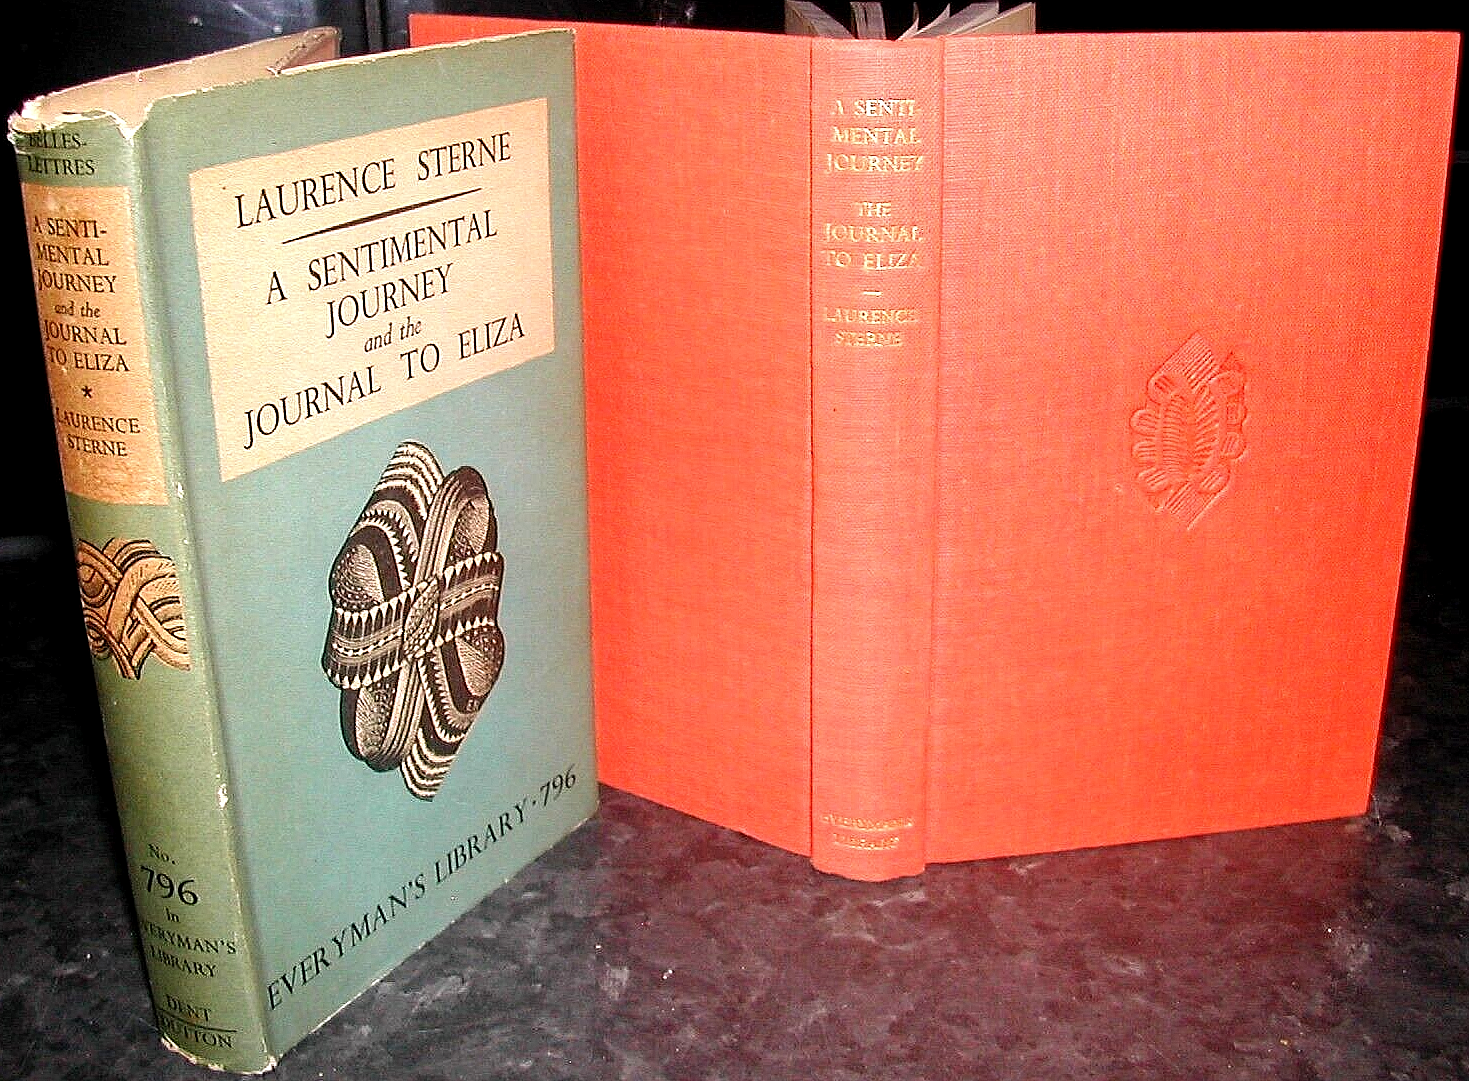 BELLES-
LETTRES
A SENTI-
MENTAL
JOURNEY
and the
JOURNAL
TO ELIZA
★
LAURENCE
STERNE
No.
796
In
EVERYMAN'S
LIBRARY
DENT
DUTTON
LAURENCE STERNE
A SENTIMENTAL
JOURNEY
and the
JOURNAL TO ELIZA
EVERYMAN'S LIBRARY · 796
A SENTI
MENTAL
JOURNEY
THE
JOURNAL
TO ELIZA
—
LAURENCE
STERNE
EVERYMAN'S
LIBRARY